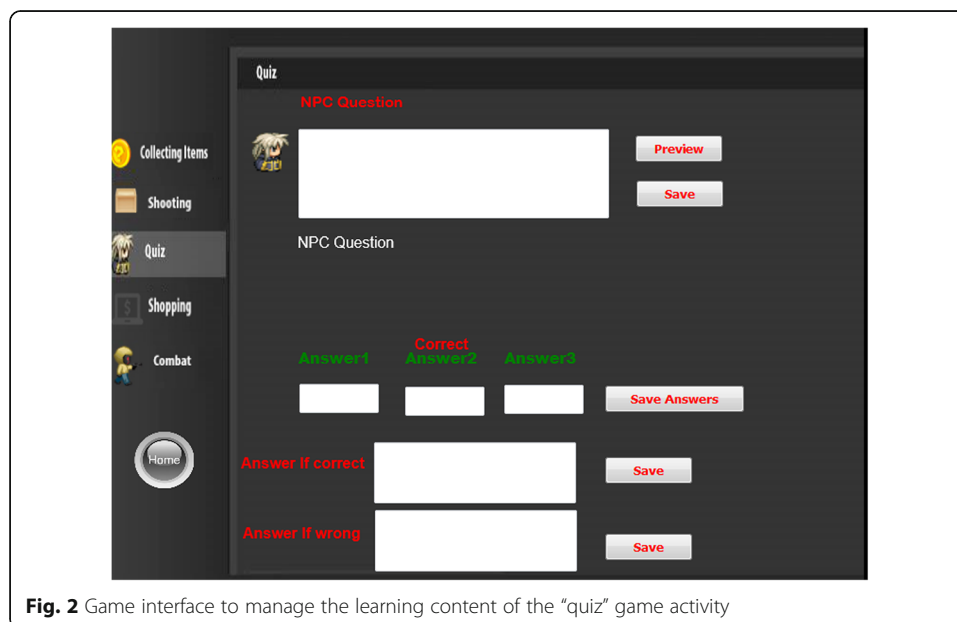 Quiz
NPC Question
Collecting Items
Preview
Shooting
Save
NPC Question
Quiz
Shopping
Correct
Answer1 Answer2 Answer3
Combat
Save Answers
Home
Answer If correct
Save
Answer If wrong
Save
Fig. 2 Game interface to manage the learning content of the “quiz” game activity